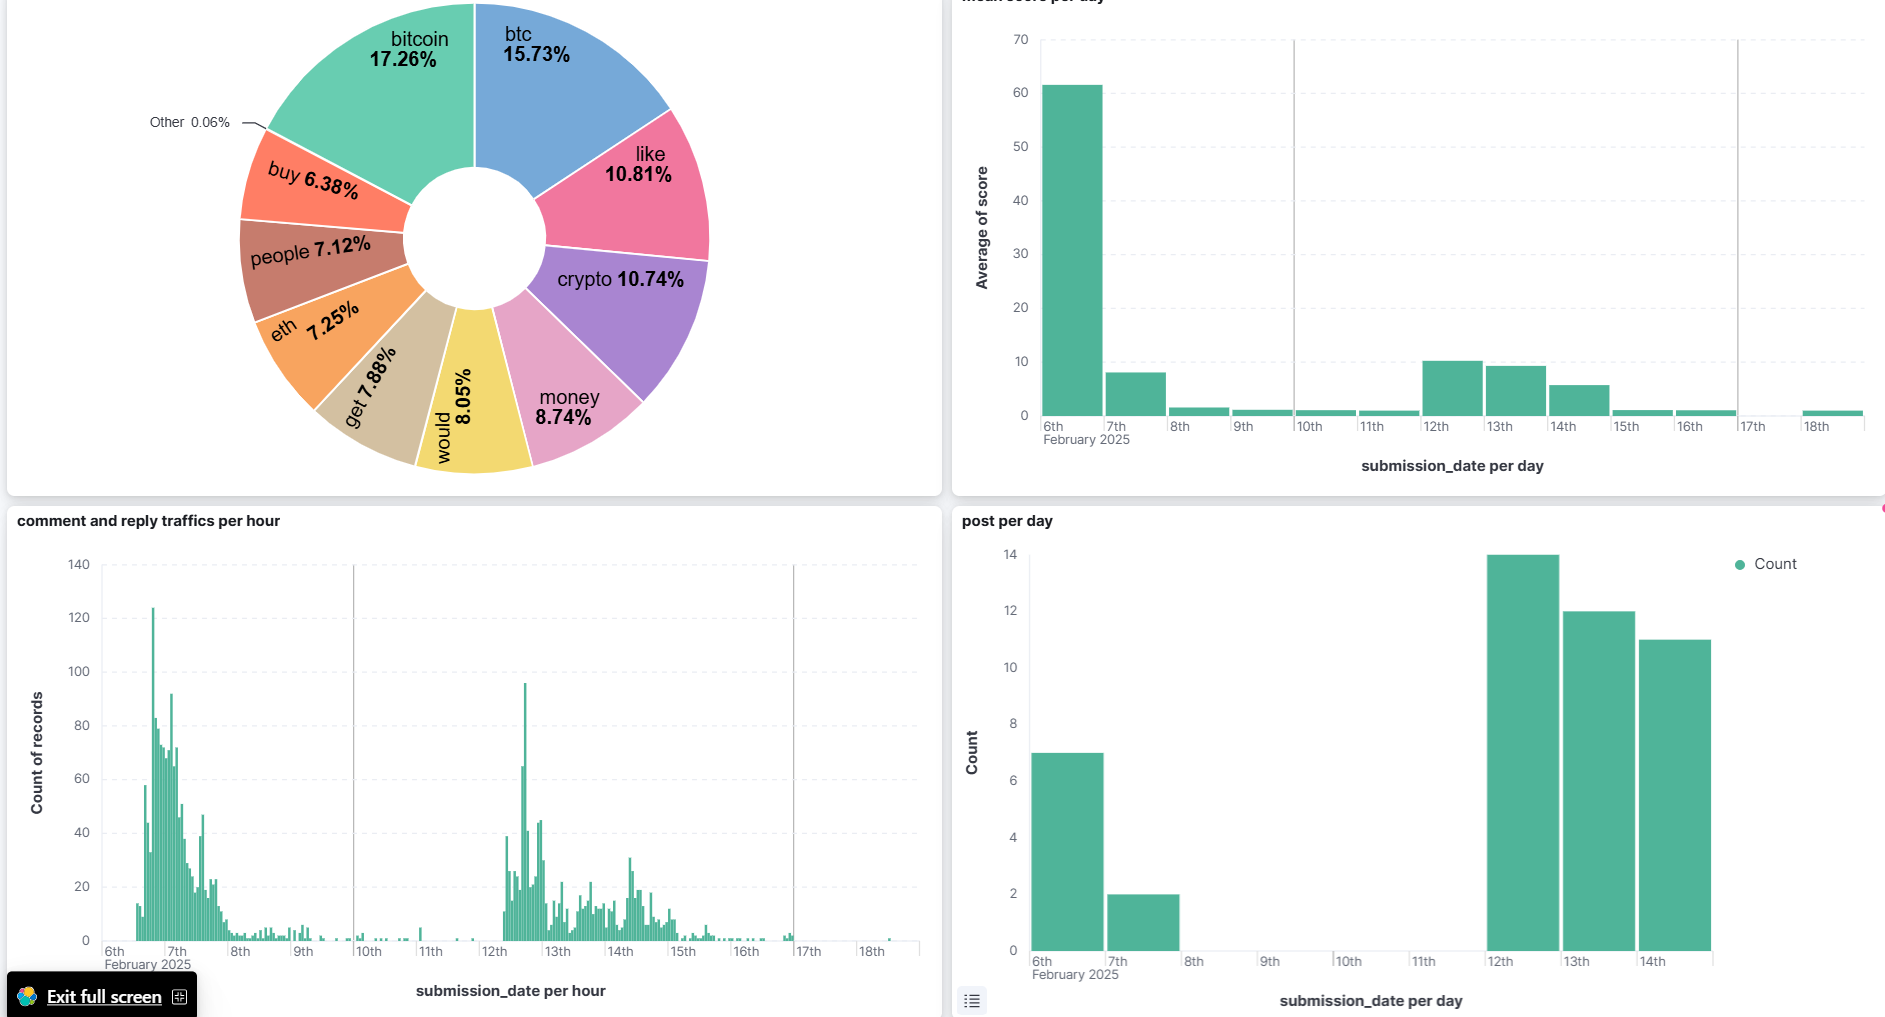 bitcoin
17.26%
btc
15.73%
Other 0.06%
like
10.81%
buy 6.38%
people 7.12%
crypto 10.74%
eth 7.25%
get 7.88%
would 8.05%
money
8.74%
mean score per day
70
60
50
40
30
20
10
0
Average of score
6th 7th 8th 9th 10th 11th 12th 13th 14th 15th 16th 17th 18th
February 2025
submission_date per day
comment and reply traffics per hour
140
120
100
80
60
40
20
0
Count of records
6th 7th 8th 9th 10th 11th 12th 13th 14th 15th 16th 17th 18th
February 2025
submission_date per hour
Exit full screen
post per day
14
12
10
8
6
4
2
0
Count
Count
6th 7th 8th 9th 10th 11th 12th 13th 14th
February 2025
submission_date per day